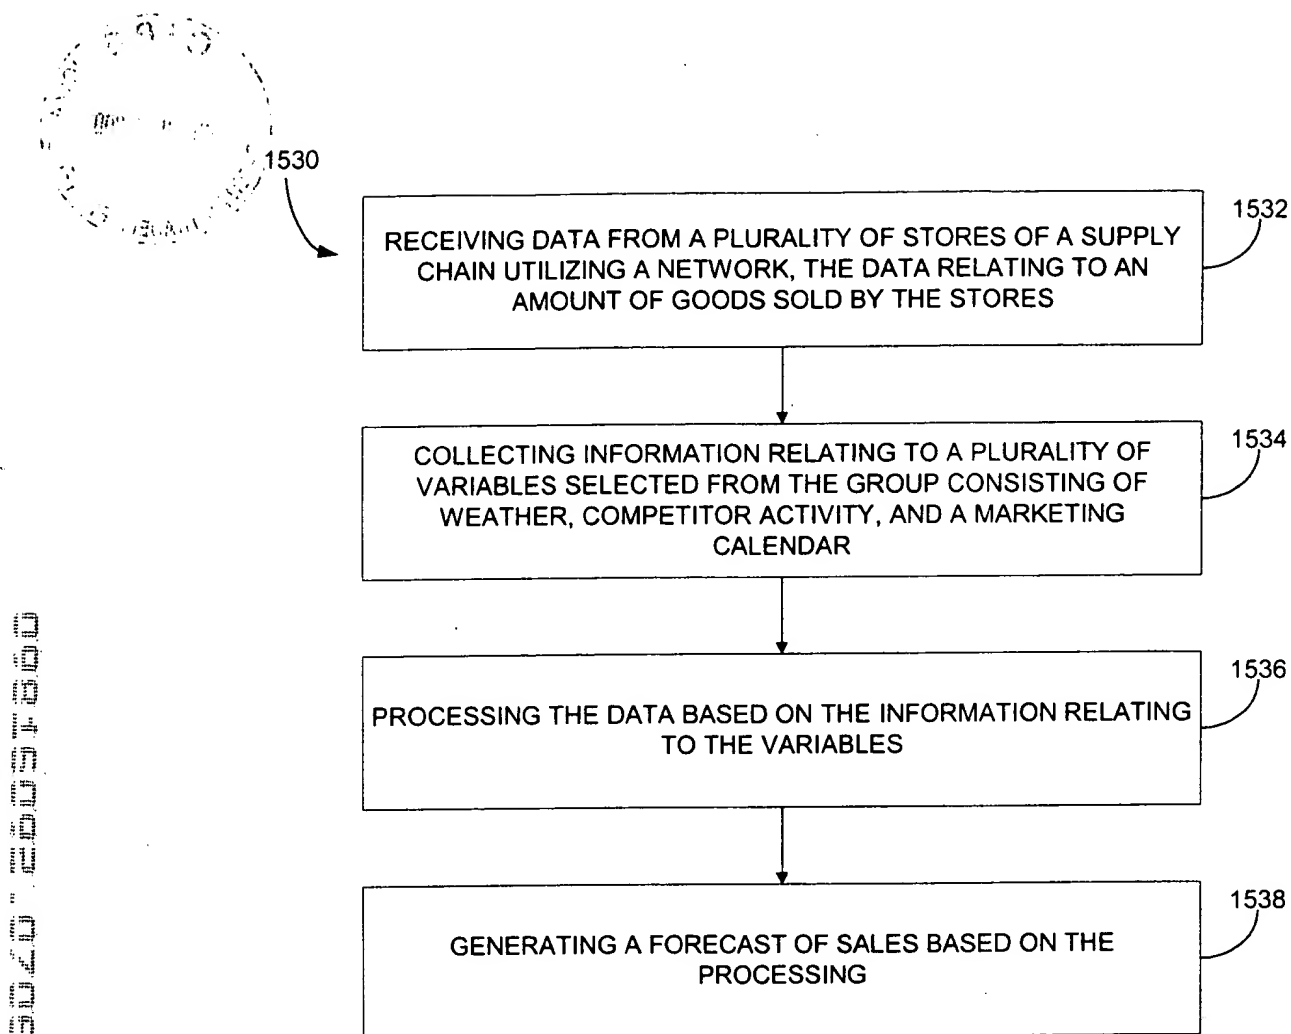 1530
1532
RECEIVING DATA FROM A PLURALITY OF STORES OF A SUPPLY
CHAIN UTILIZING A NETWORK, THE DATA RELATING TO AN
AMOUNT OF GOODS SOLD BY THE STORES
1534
COLLECTING INFORMATION RELATING TO A PLURALITY OF
VARIABLES SELECTED FROM THE GROUP CONSISTING OF
WEATHER, COMPETITOR ACTIVITY, AND A MARKETING
CALENDAR
1536
PROCESSING THE DATA BASED ON THE INFORMATION RELATING
TO THE VARIABLES
1538
GENERATING A FORECAST OF SALES BASED ON THE
PROCESSING